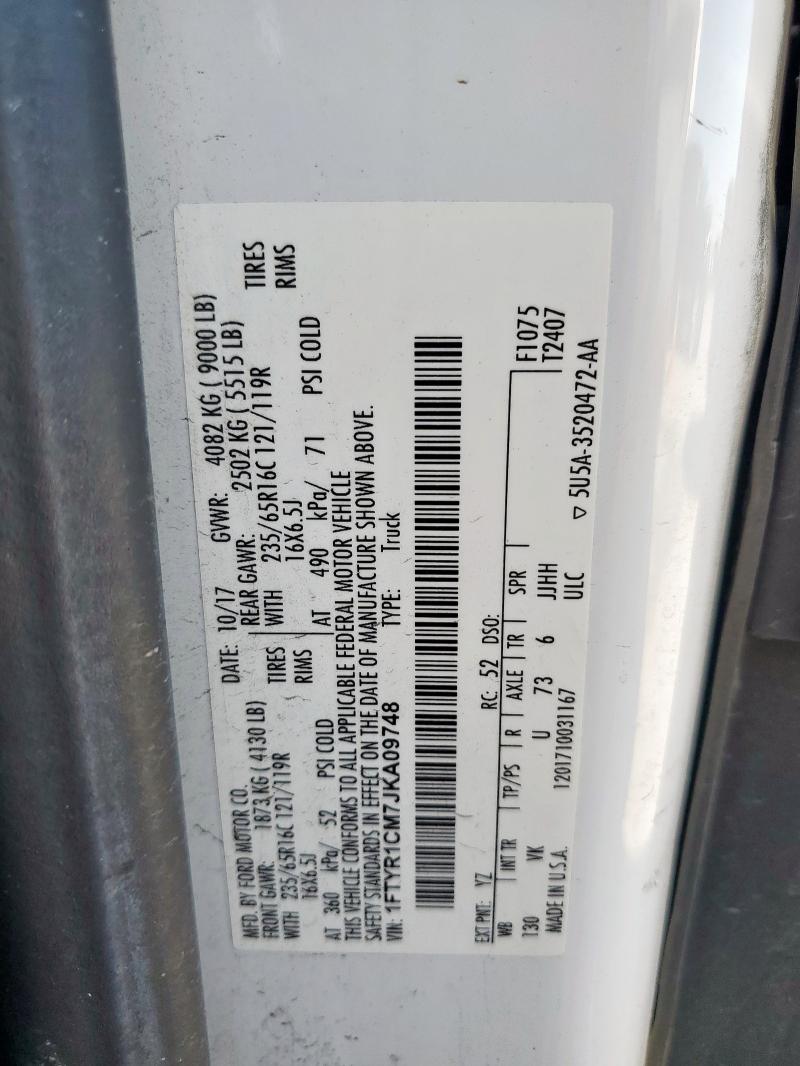 MFD. BY FORD MOTOR CO. DATE: 10/17 GVWR: 4082 KG ( 9000 LB)
FRONT GAWR: 1873 KG ( 4130 LB) REAR GAWR: 2502 KG ( 5515 LB)
WITH 235/65R16C 121/119R TIRES WITH 235/65R16C 121/119R TIRES
16X6.5J RIMS 16X6.5J RIMS
AT 360 kPa/ 52 PSI COLD AT 490 kPa/ 71 PSI COLD
THIS VEHICLE CONFORMS TO ALL APPLICABLE FEDERAL MOTOR VEHICLE
SAFETY STANDARDS IN EFFECT ON THE DATE OF MANUFACTURE SHOWN ABOVE.
VIN: 1FTYR1CM7JKA09748 TYPE: Truck
EXT PNT: YZ RC: 52 DSO:
WB INT TR TP/PS R AXLE TR SPR F1075
130 VK U 73 6 JJHH T2407
MADE IN U.S.A. 1201710031167 ULC ▽ 5U5A-3520472-AA